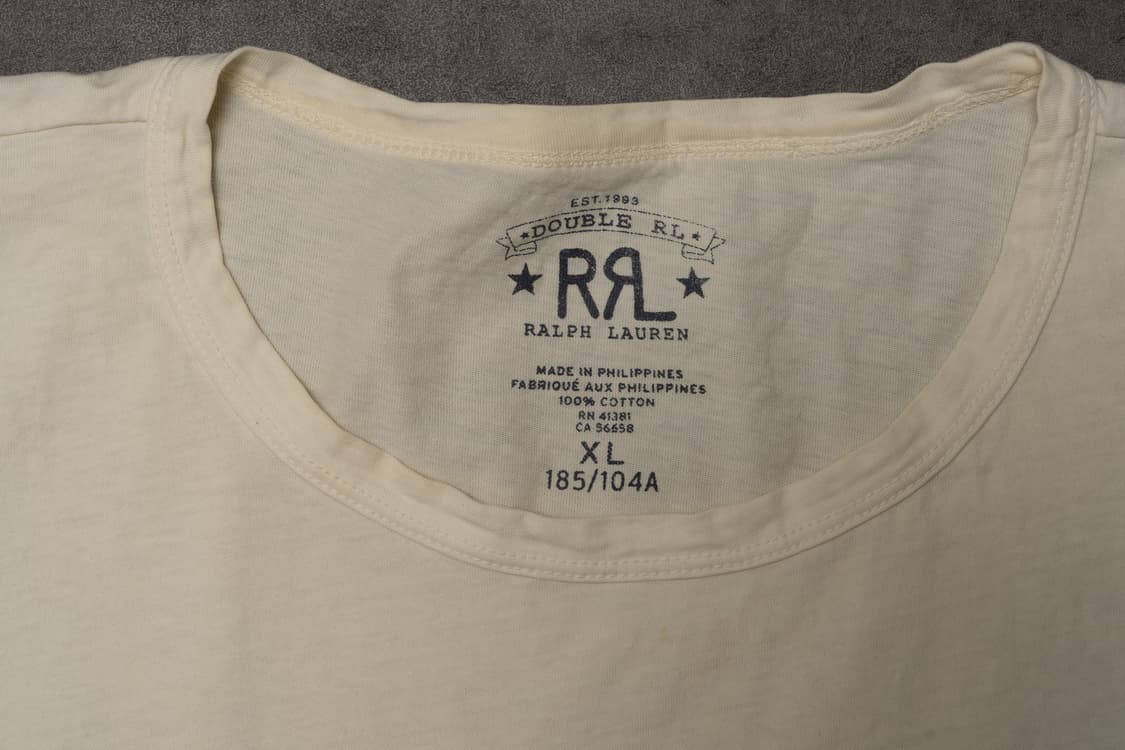 EST. 1993
★DOUBLE RL★
★ RRL ★
RALPH LAUREN
MADE IN PHILIPPINES
FABRIQUÉ AUX PHILIPPINES
100% COTTON
RN 41381
CA 56658
XL
185/104A